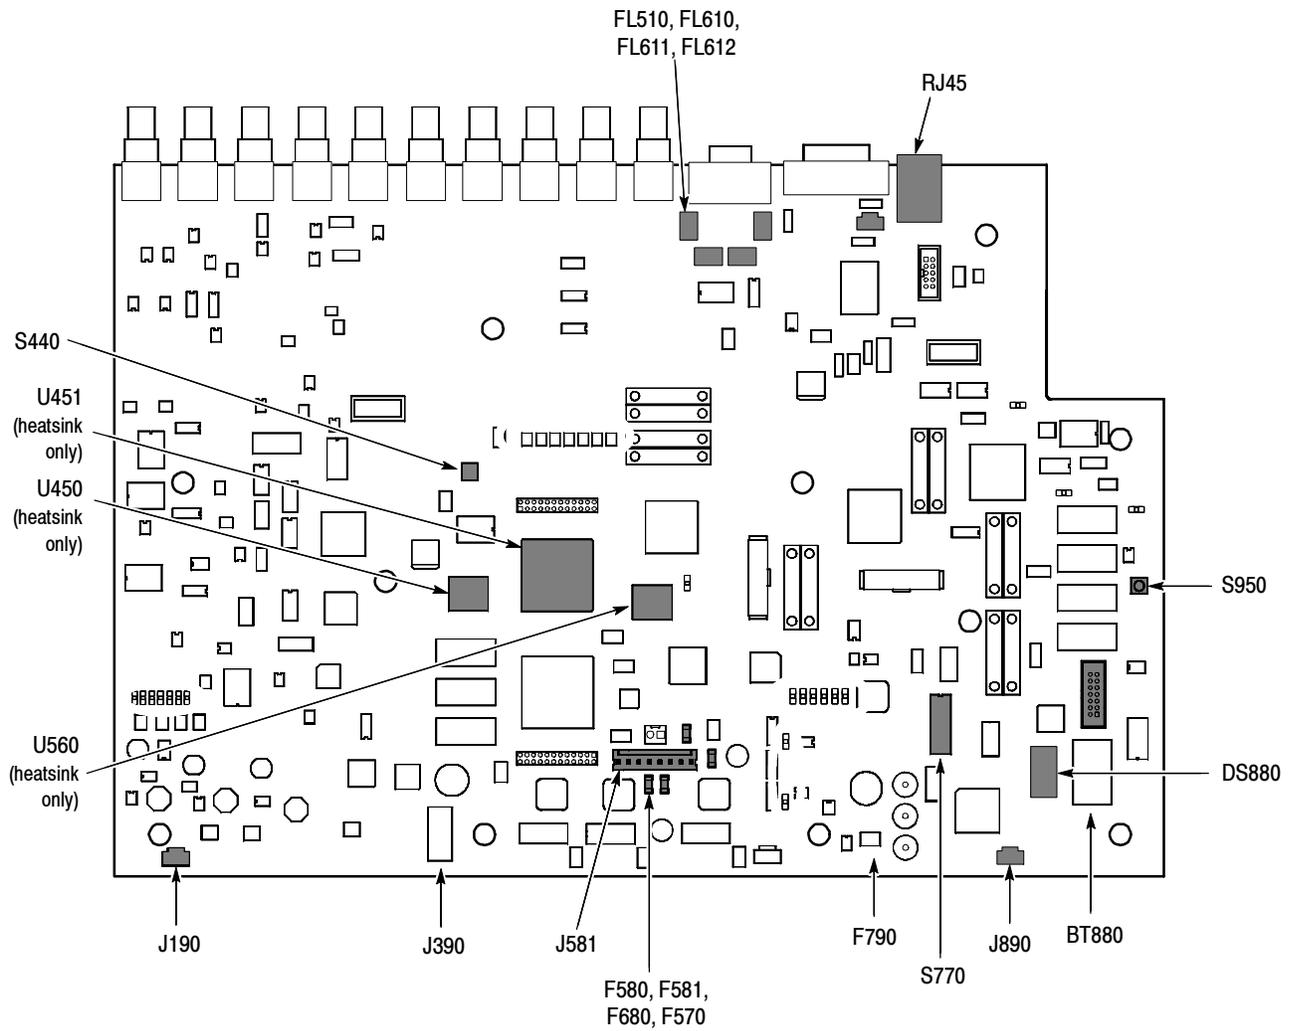 FL510, FL610,
FL611, FL612
RJ45
S440
U451
(heatsink
only)
U450
(heatsink
only)
S950
U560
(heatsink
only)
DS880
J190
J390
J581
F790
J890
BT880
S770
F580, F581,
F680, F570